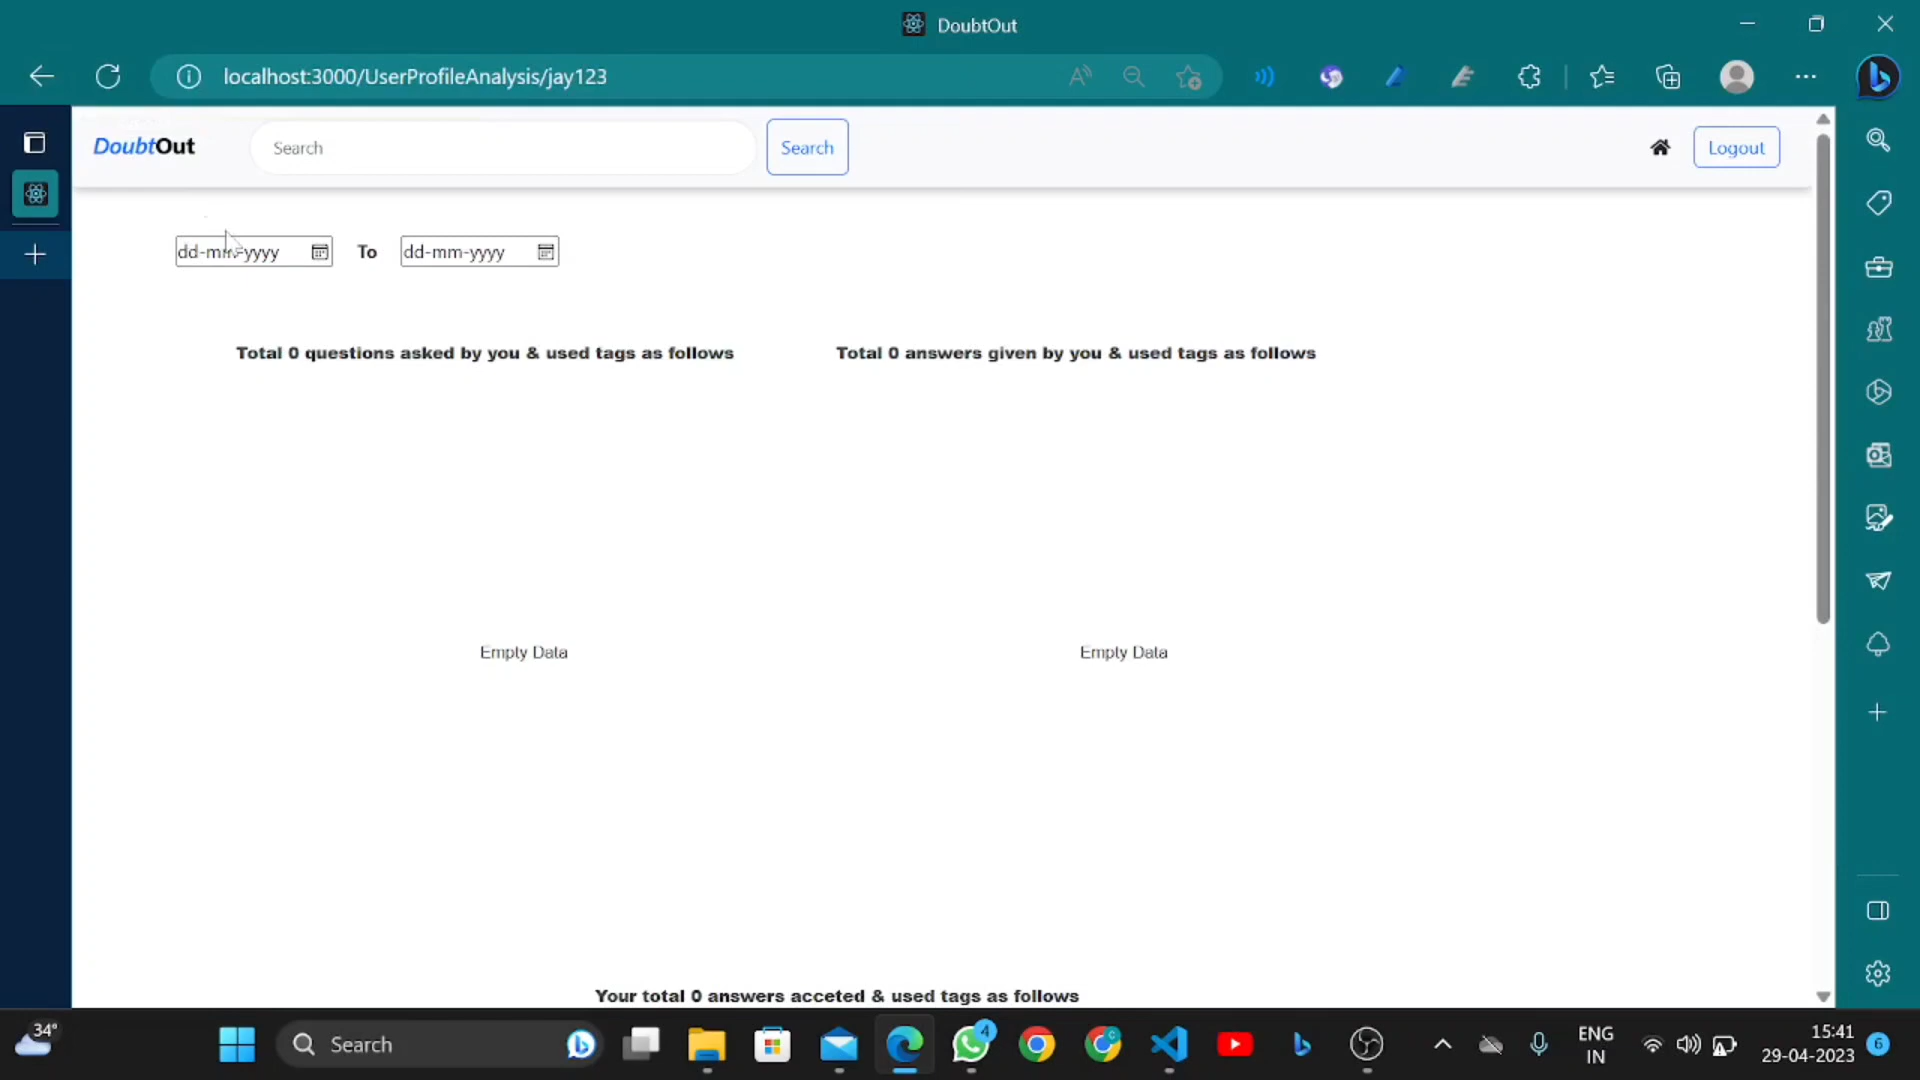 DoubtOut
localhost:3000/UserProfileAnalysis/jay123
DoubtOut
Search
Search
Logout
dd-mm-yyyy To dd-mm-yyyy
Total 0 questions asked by you & used tags as follows
Total 0 answers given by you & used tags as follows
Empty Data
Empty Data
Your total 0 answers acceted & used tags as follows
34°
Search
4
ENG
IN
15:41
29-04-2023
6